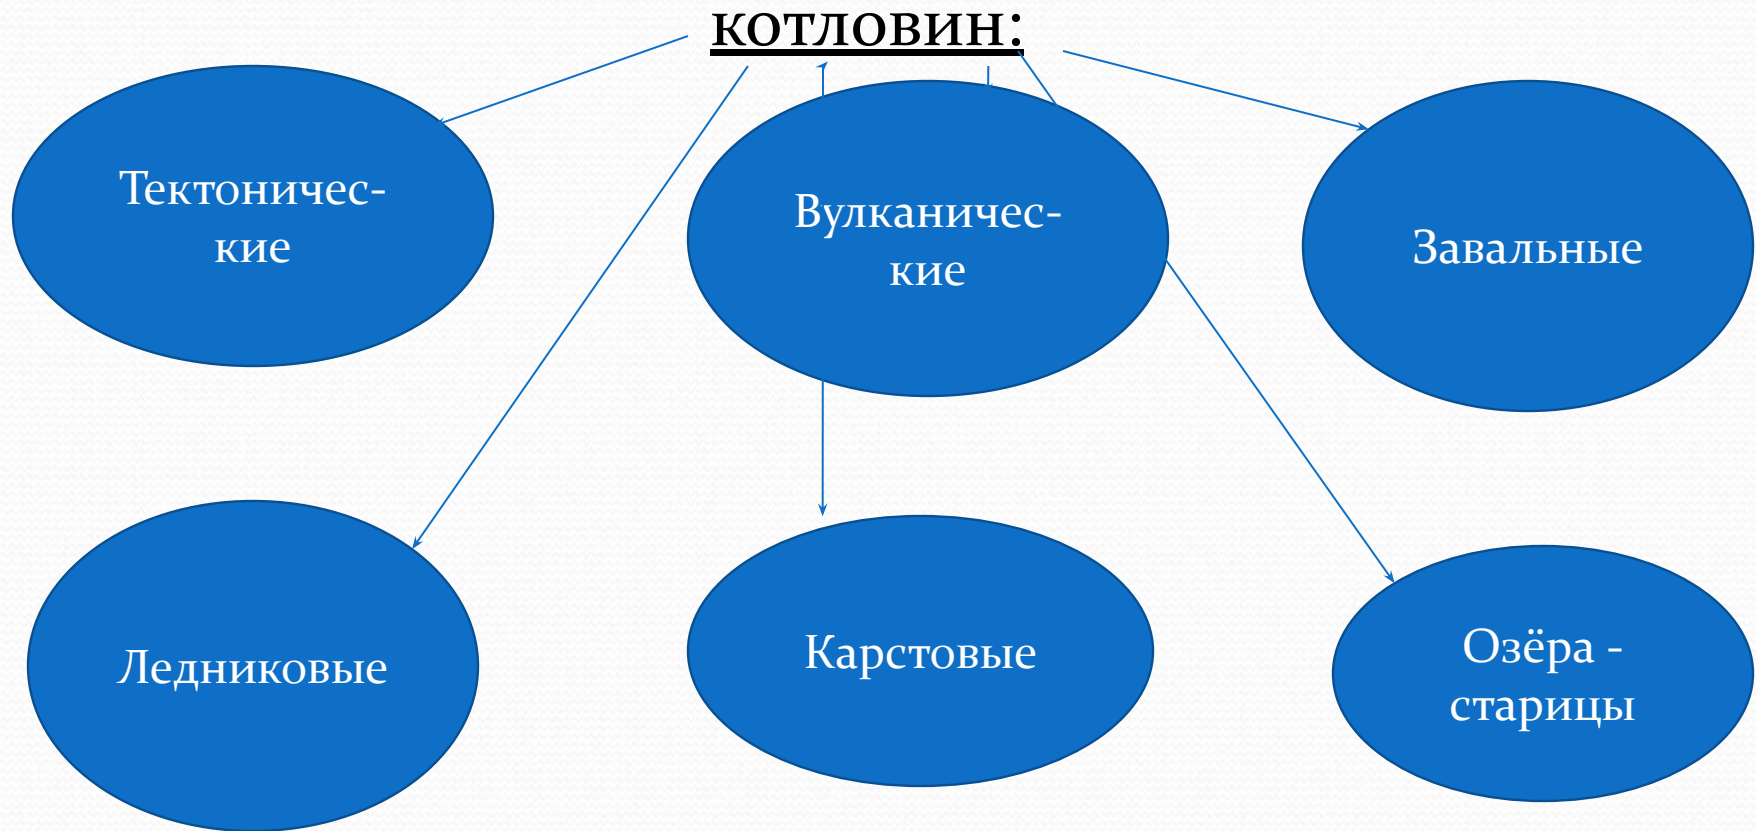 котловин:
Тектоничес-
кие
Вулканичес-
кие
Завальные
Ледниковые
Карстовые
Озёра -
старицы